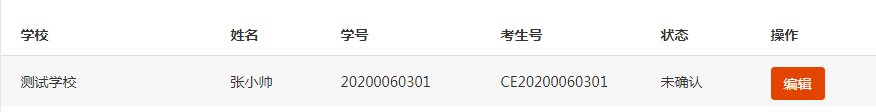 学校 姓名 学号 考生号 状态 操作
测试学校 张小帅 20200060301 CE20200060301 未确认 编辑